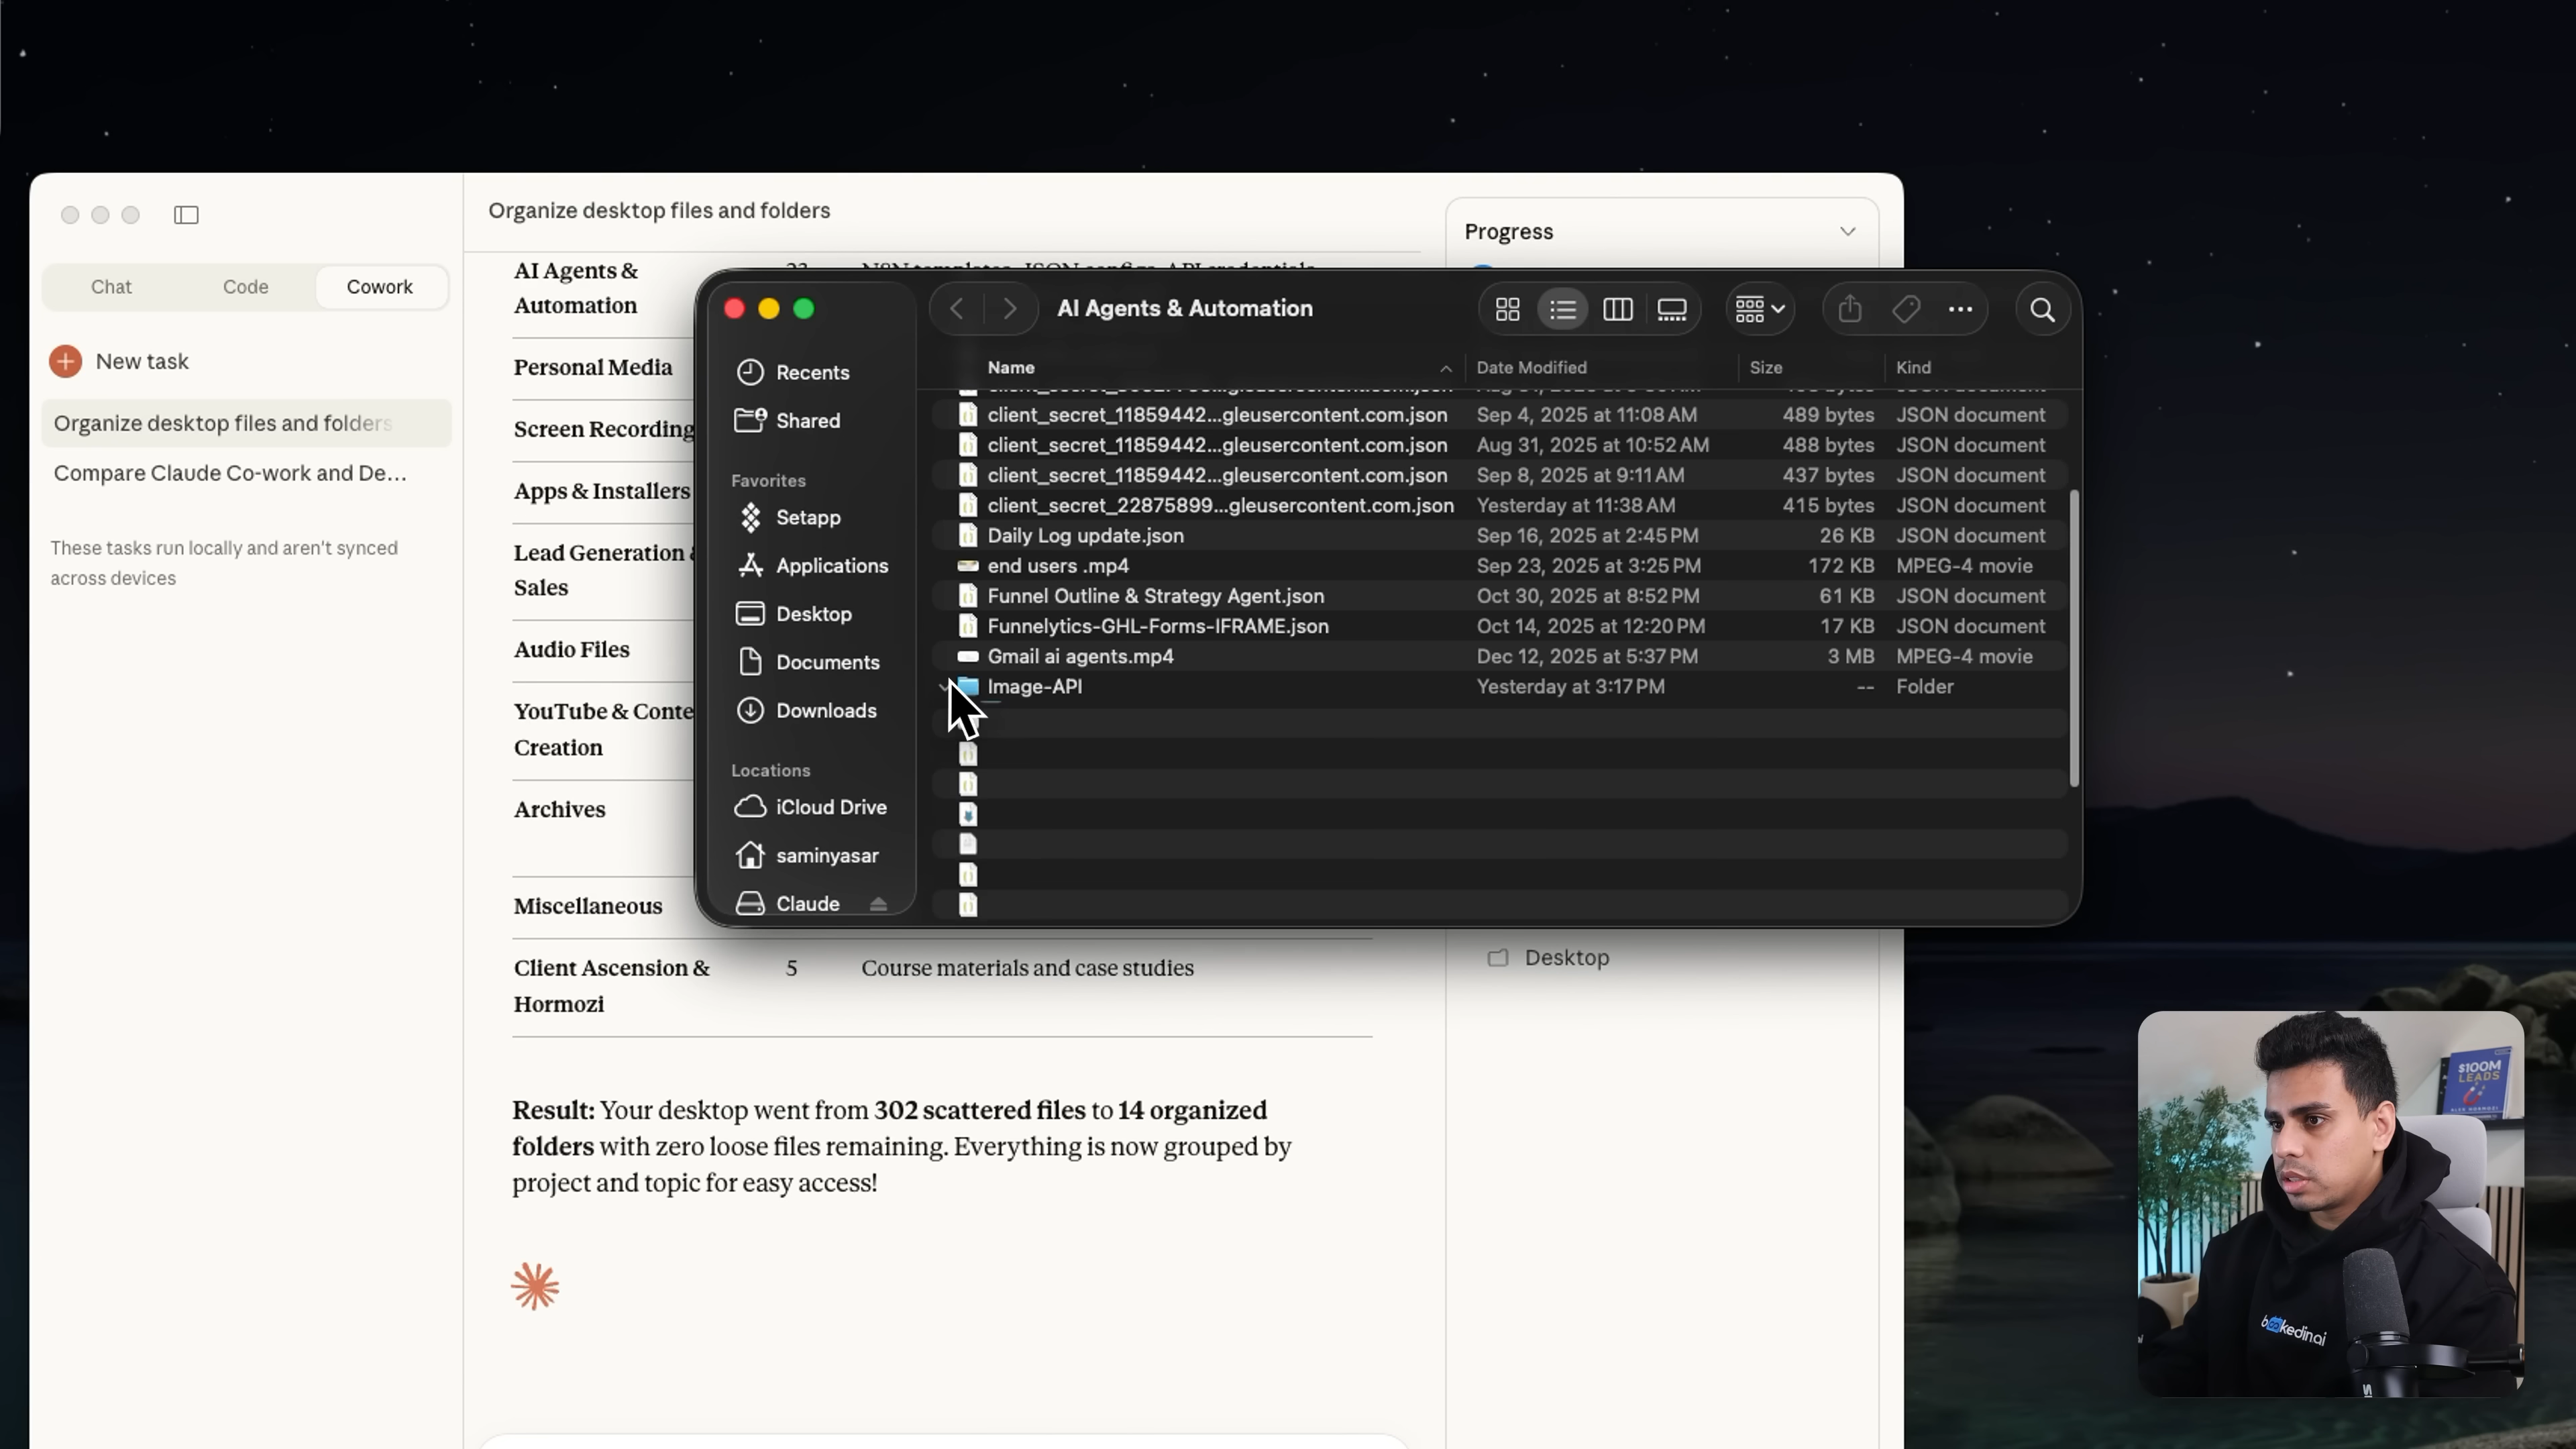 Organize desktop files and folders
Progress
Chat
Code
Cowork
New task
Organize desktop files and folders
Compare Claude Co-work and De...
These tasks run locally and aren't synced
across devices
AI Agents &
Automation
Personal Media
Screen Recording
Apps & Installers
Lead Generation
Sales
Audio Files
YouTube & Conte
Creation
Archives
Miscellaneous
Client Ascension &
Hormozi
5
Course materials and case studies
Result: Your desktop went from 302 scattered files to 14 organized
folders with zero loose files remaining. Everything is now grouped by
project and topic for easy access!
Desktop
AI Agents & Automation
Recents
Shared
Favorites
Setapp
Applications
Desktop
Documents
Downloads
Locations
iCloud Drive
saminyasar
Claude
Name Date Modified Size Kind
client_secret_11859442...gleusercontent.com.json Sep 4, 2025 at 11:08 AM 489 bytes JSON document
client_secret_11859442...gleusercontent.com.json Aug 31, 2025 at 10:52 AM 488 bytes JSON document
client_secret_11859442...gleusercontent.com.json Sep 8, 2025 at 9:11 AM 437 bytes JSON document
client_secret_22875899...gleusercontent.com.json Yesterday at 11:38 AM 415 bytes JSON document
Daily Log update.json Sep 16, 2025 at 2:45 PM 26 KB JSON document
end users .mp4 Sep 23, 2025 at 3:25 PM 172 KB MPEG-4 movie
Funnel Outline & Strategy Agent.json Oct 30, 2025 at 8:52 PM 61 KB JSON document
Funnelytics-GHL-Forms-IFRAME.json Oct 14, 2025 at 12:20 PM 17 KB JSON document
Gmail ai agents.mp4 Dec 12, 2025 at 5:37 PM 3 MB MPEG-4 movie
Image-API Yesterday at 3:17 PM -- Folder
$100M
LEADS
bookedinai